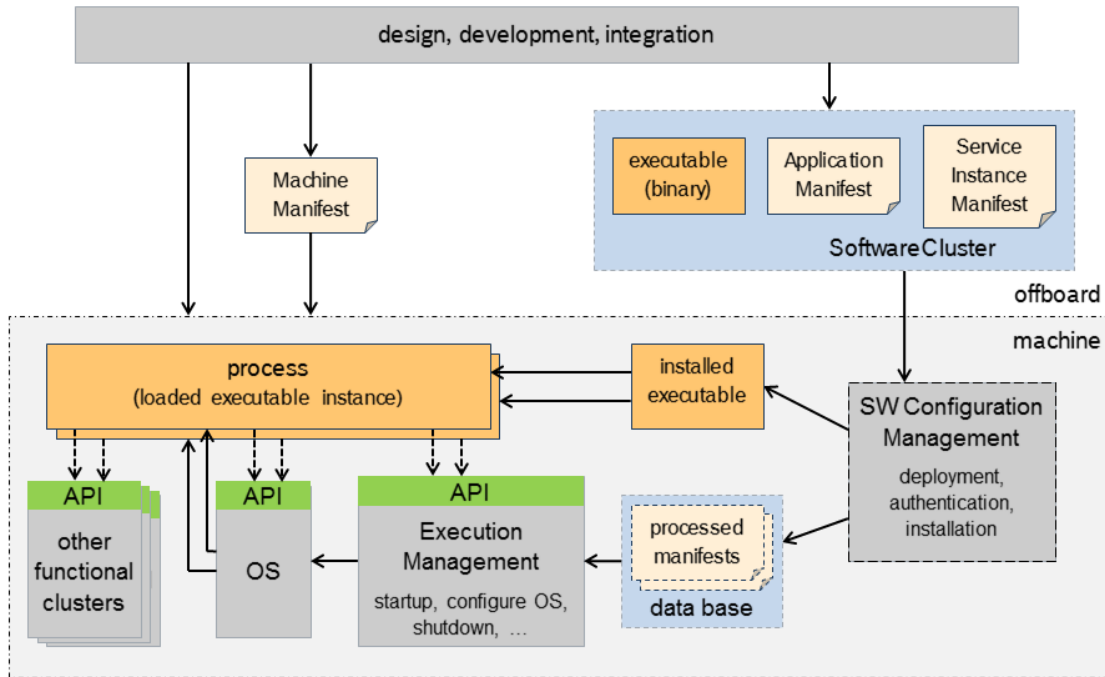 design, development, integration
Machine
Manifest
executable
(binary)
Application
Manifest
Service
Instance
Manifest
SoftwareCluster
offboard
machine
process
(loaded executable instance)
installed
executable
SW Configuration
Management
deployment,
authentication,
installation
API
other
functional
clusters
API
OS
API
Execution
Management
startup, configure OS,
shutdown, ...
processed
manifests
data base